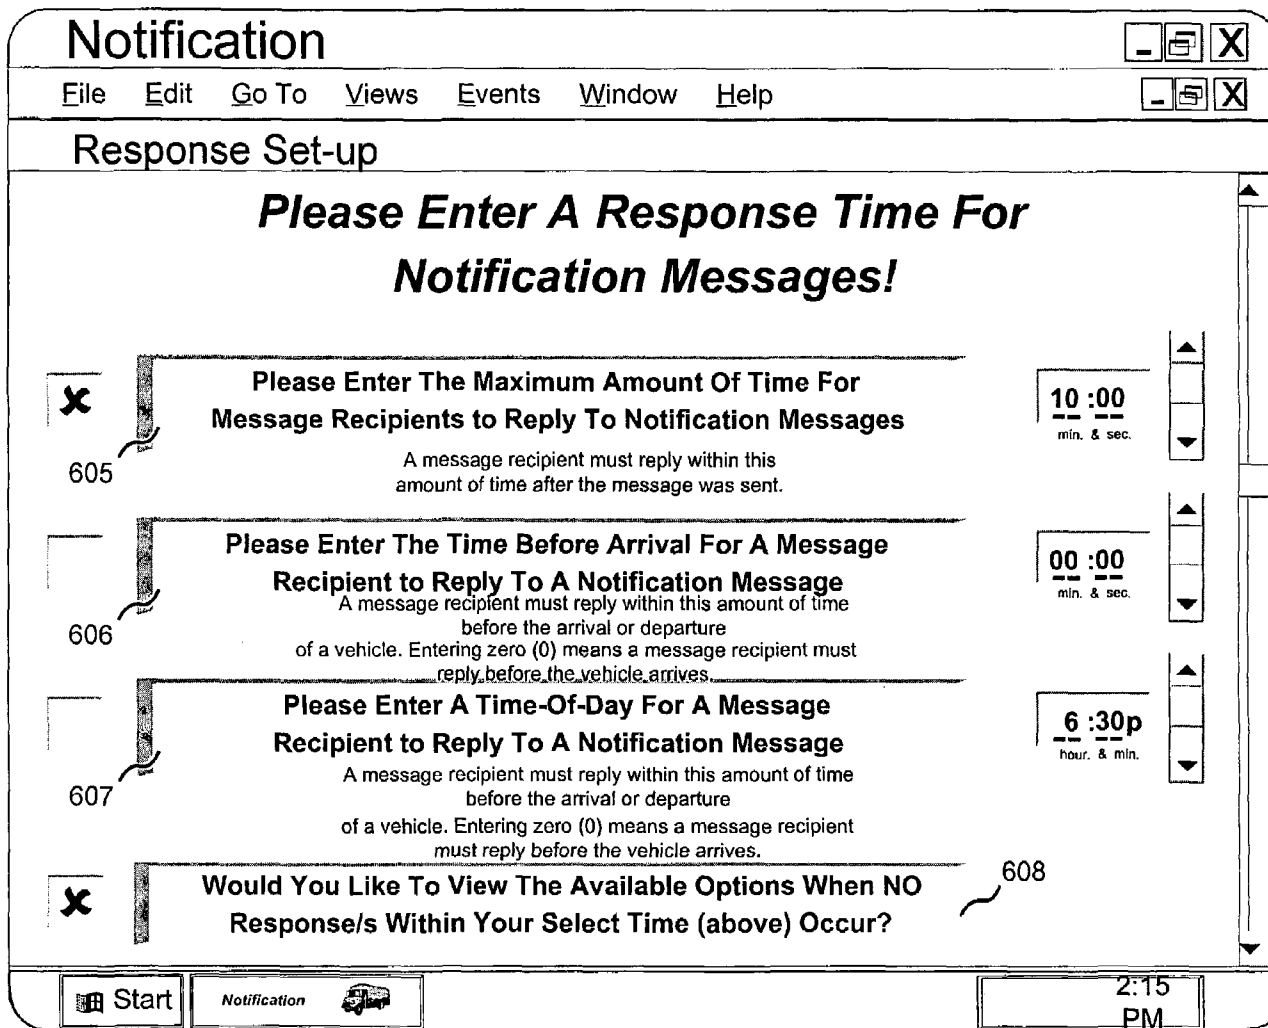 Notification
File Edit Go To Views Events Window Help
Response Set-up
Please Enter A Response Time For
Notification Messages!
Please Enter The Maximum Amount Of Time For
Message Recipients to Reply To Notification Messages
A message recipient must reply within this
amount of time after the message was sent.
10 :00
min. & sec.
605
Please Enter The Time Before Arrival For A Message
Recipient to Reply To A Notification Message
A message recipient must reply within this amount of time
before the arrival or departure
of a vehicle. Entering zero (0) means a message recipient must
reply before the vehicle arrives.
00 :00
min. & sec.
606
Please Enter A Time-Of-Day For A Message
Recipient to Reply To A Notification Message
A message recipient must reply within this amount of time
before the arrival or departure
of a vehicle. Entering zero (0) means a message recipient
must reply before the vehicle arrives.
6 :30p
hour. & min.
607
Would You Like To View The Available Options When NO
Response/s Within Your Select Time (above) Occur?
608
Start
Notification
2:15
PM